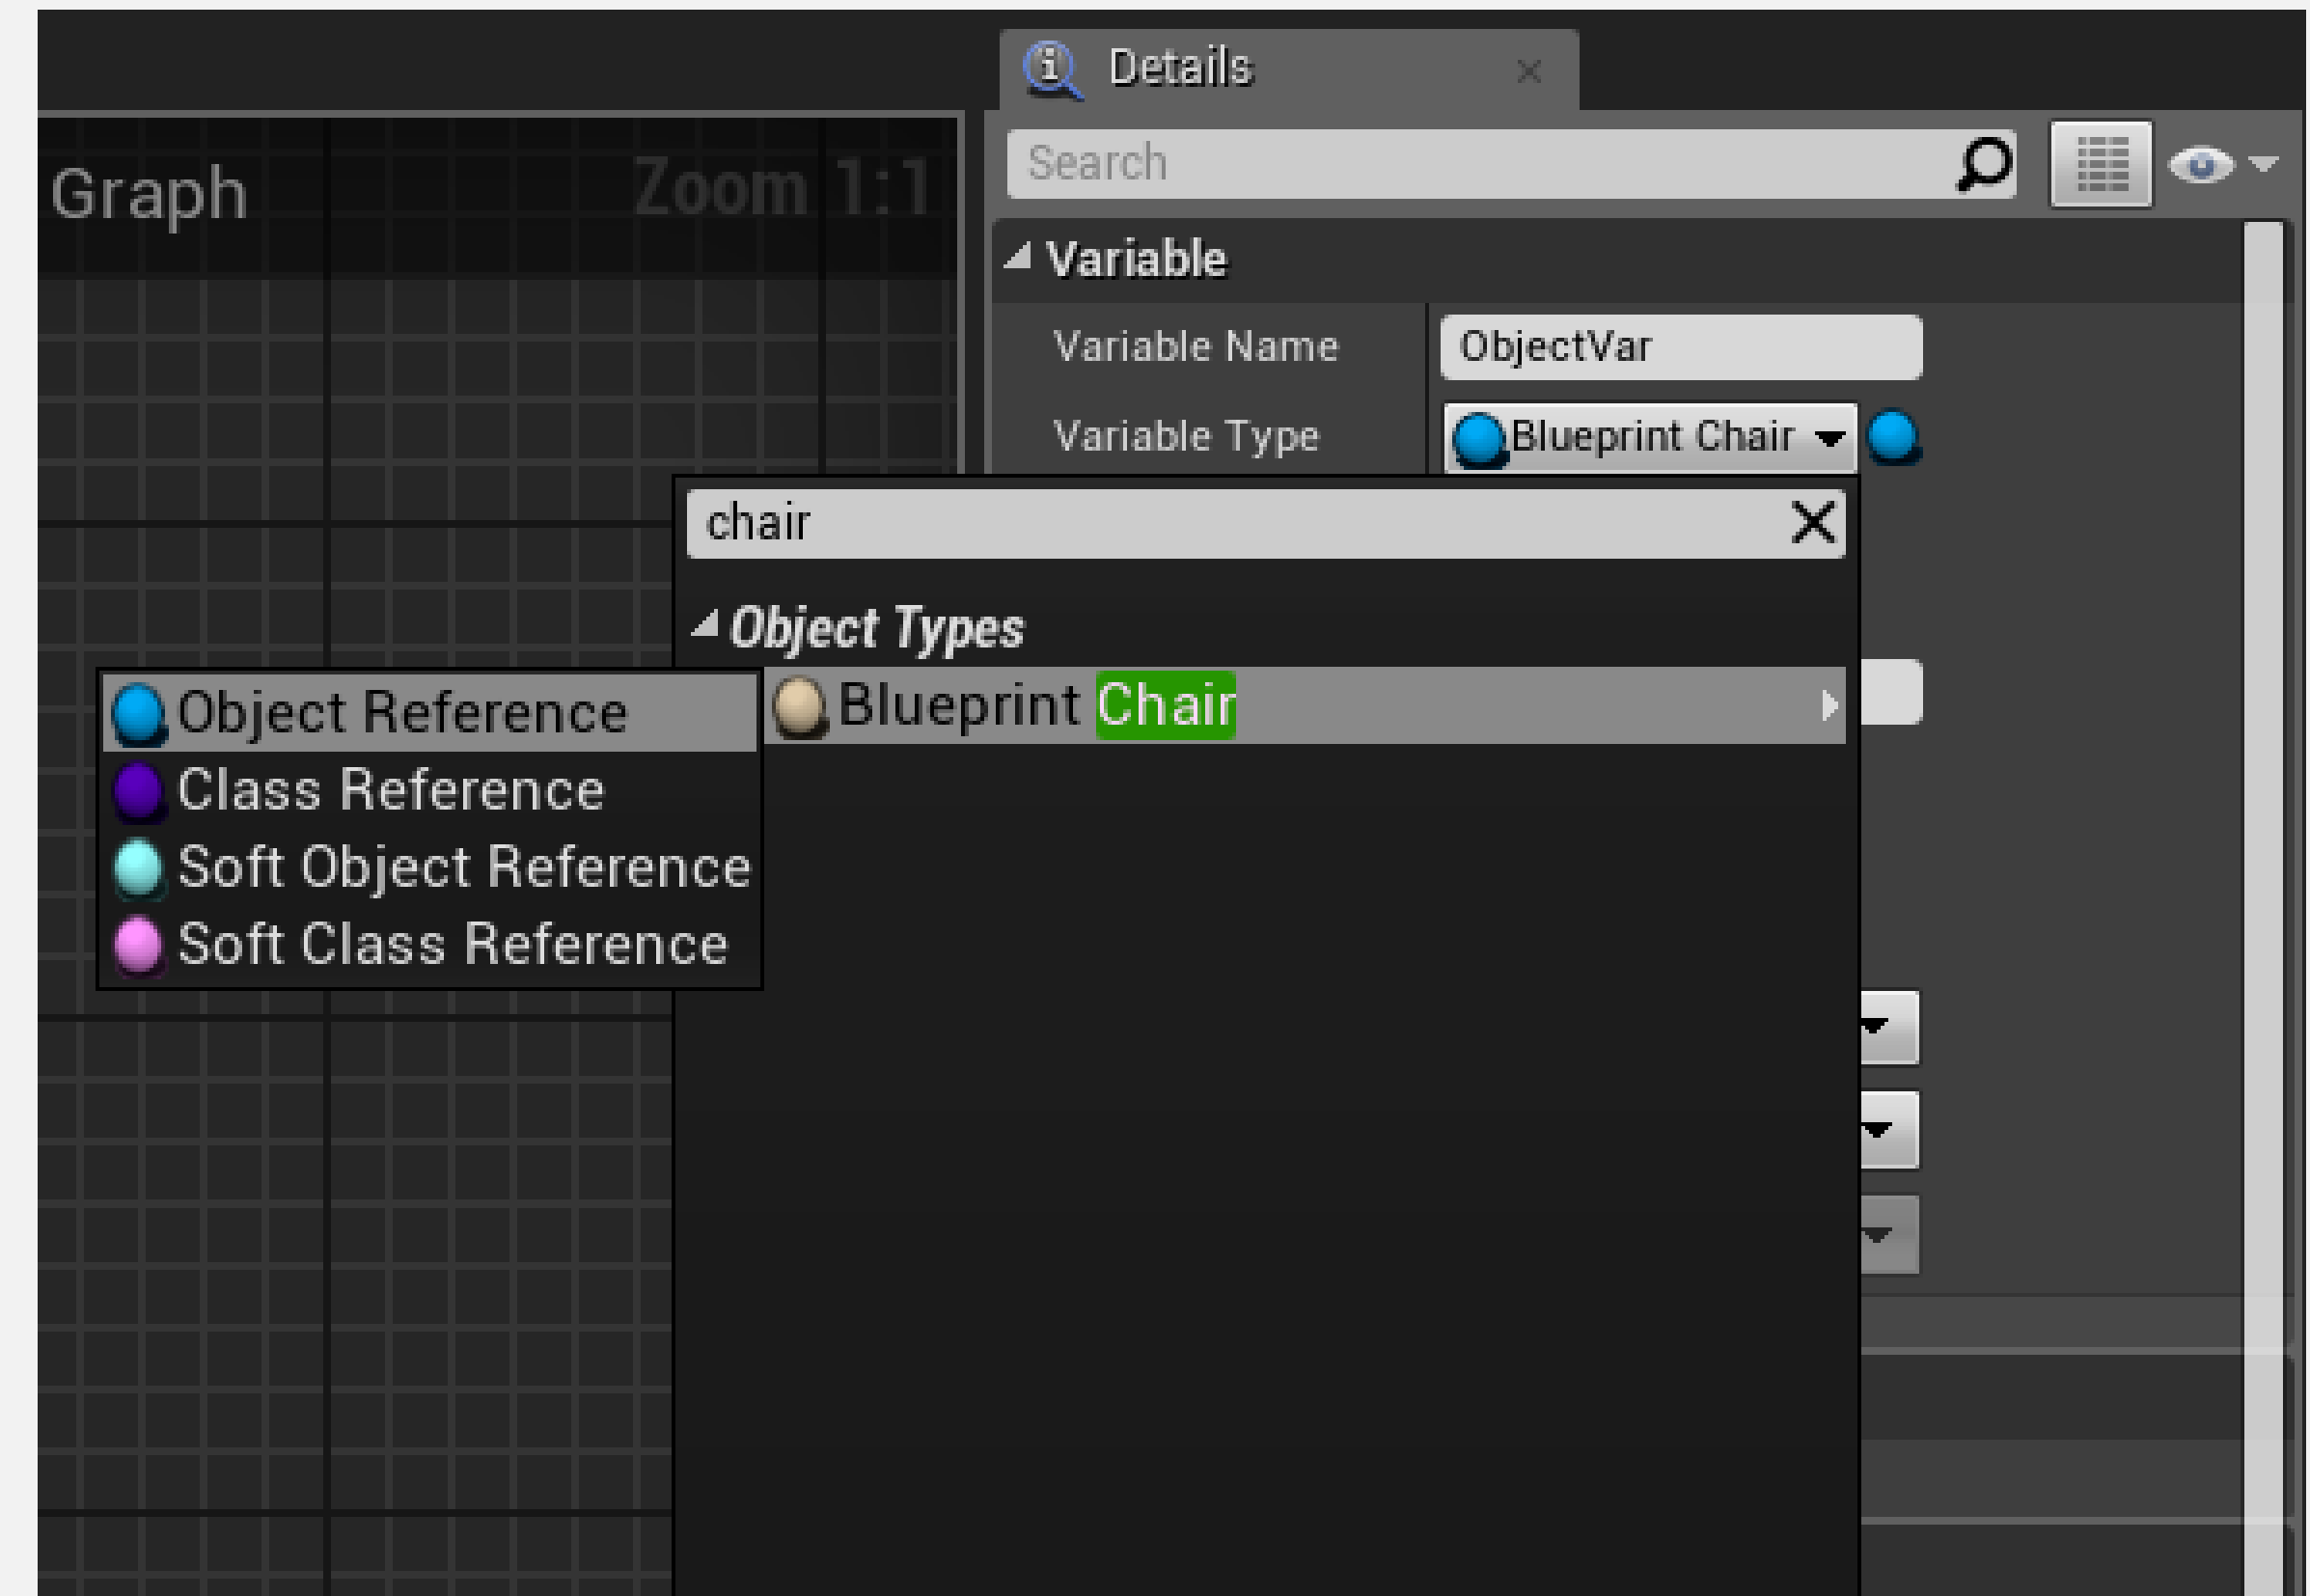 Details
Search
Graph
Zoom 1:1
Variable
Variable Name
ObjectVar
Variable Type
Blueprint Chair
chair
Object Types
Blueprint Chair
Object Reference
Class Reference
Soft Object Reference
Soft Class Reference